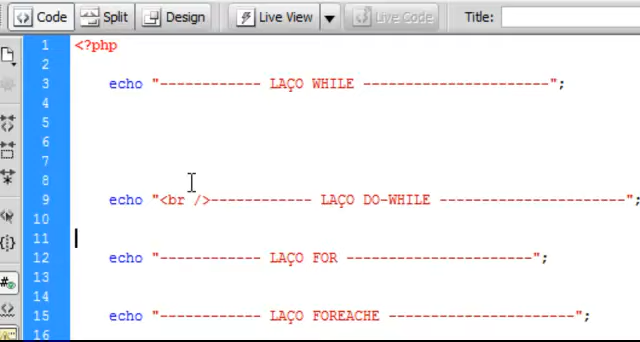 Code Split Design Live View Live Code Title:
1 <?php
2
3 echo "------------ LAÇO WHILE ----------------------";
4
5
6
7
8
9 echo "<br />------------ LAÇO DO-WHILE ----------------------";
10
11
12 echo "------------ LAÇO FOR ----------------------";
13
14
15 echo "------------ LAÇO FOREACHE ----------------------";
16